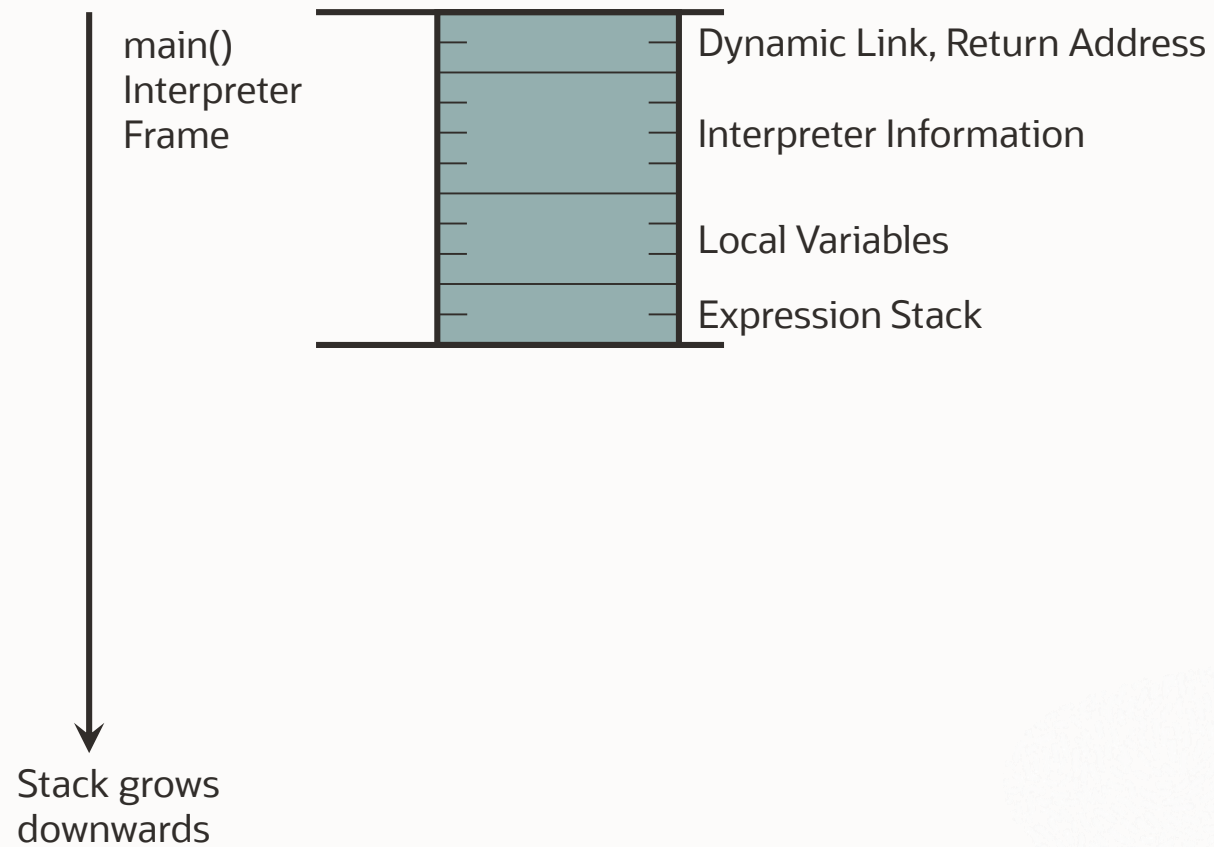 main()
Interpreter
Frame
Dynamic Link, Return Address
Interpreter Information
Local Variables
Expression Stack
Stack grows
downwards